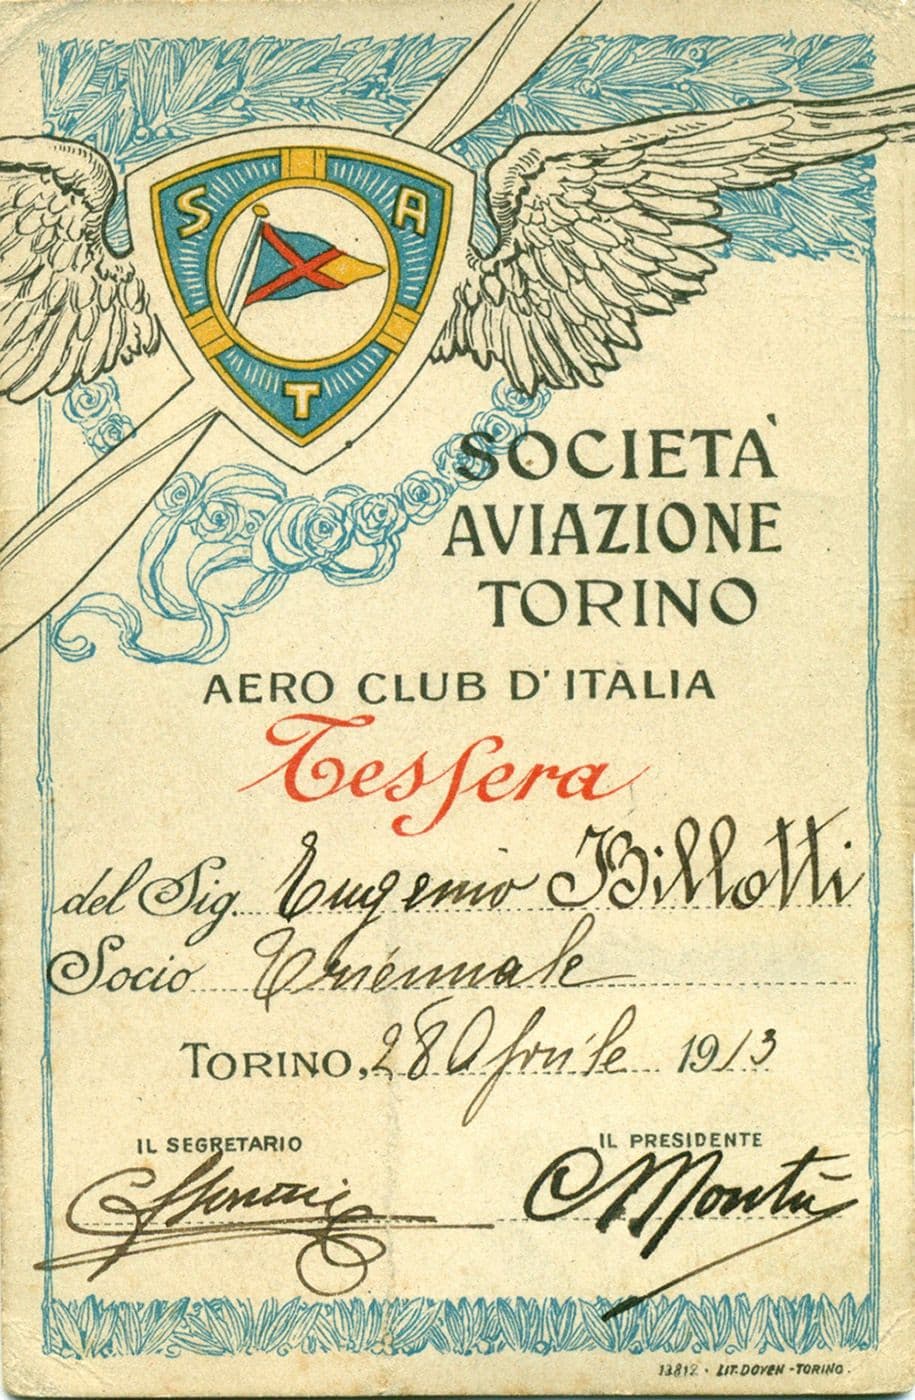 S A
T
SOCIETÀ
AVIAZIONE
TORINO
AERO CLUB D'ITALIA
Tessera
del Sig. Eugenio Billotti
Socio Triennale
TORINO, 28 Aprile 1913
IL SEGRETARIO IL PRESIDENTE
C Montù
13812 · LIT. DOYEN - TORINO.